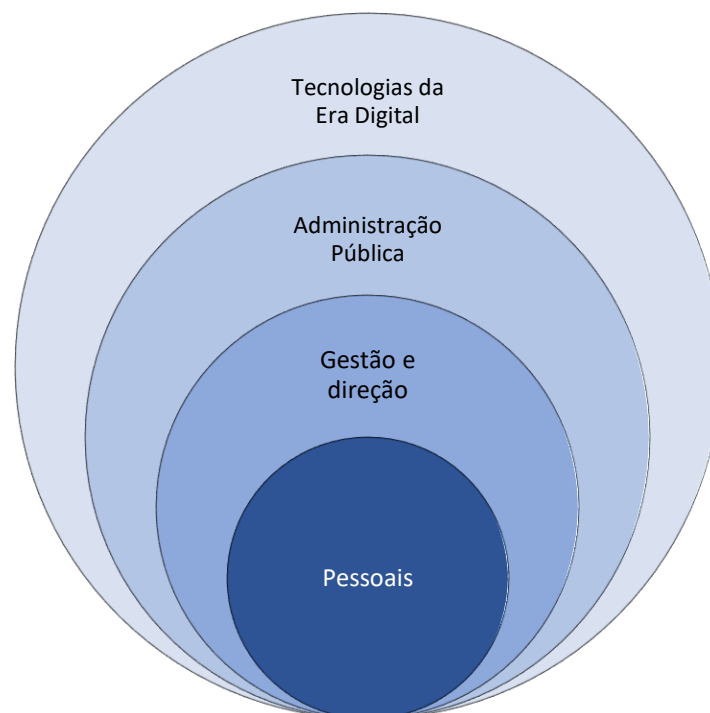 Tecnologias da
Era Digital
Administração
Pública
Gestão e
direção
Pessoais